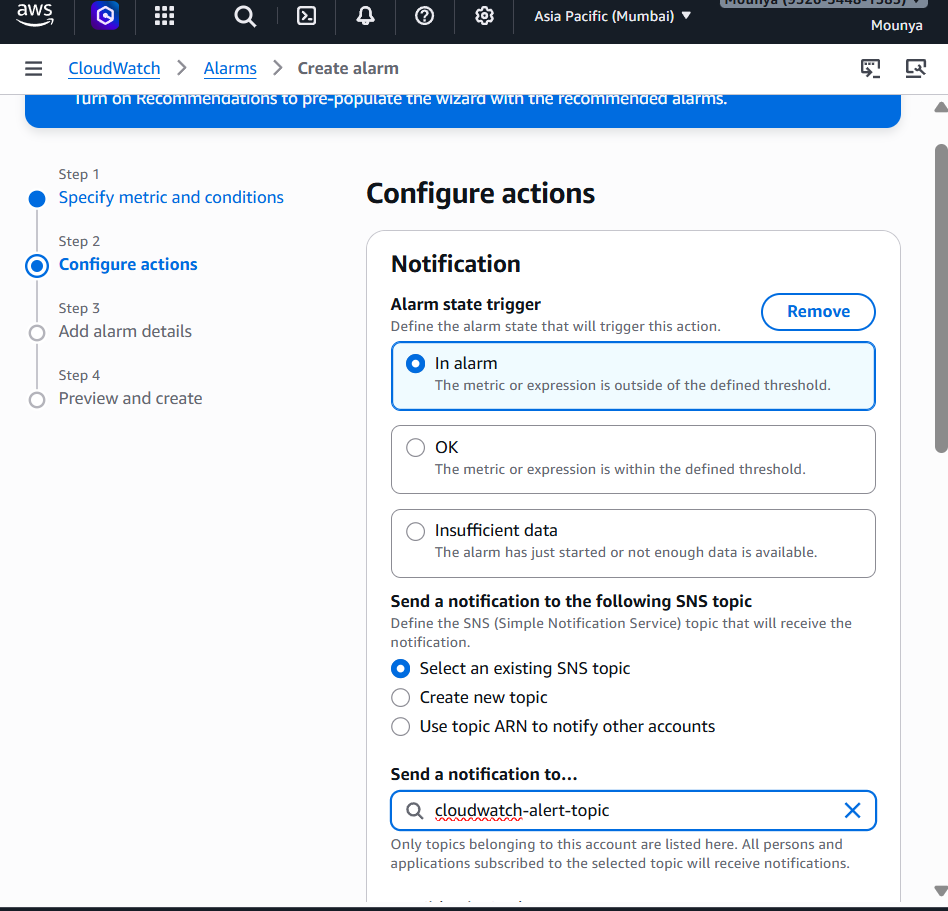 aws
Asia Pacific (Mumbai)
Mounya
CloudWatch
Alarms
Create alarm
Turn on Recommendations to pre-populate the wizard with the recommended alarms.
Step 1
Specify metric and conditions
Step 2
Configure actions
Step 3
Add alarm details
Step 4
Preview and create
Configure actions
Notification
Alarm state trigger
Define the alarm state that will trigger this action.
Remove
In alarm
The metric or expression is outside of the defined threshold.
OK
The metric or expression is within the defined threshold.
Insufficient data
The alarm has just started or not enough data is available.
Send a notification to the following SNS topic
Define the SNS (Simple Notification Service) topic that will receive the
notification.
Select an existing SNS topic
Create new topic
Use topic ARN to notify other accounts
Send a notification to…
cloudwatch-alert-topic
Only topics belonging to this account are listed here. All persons and
applications subscribed to the selected topic will receive notifications.